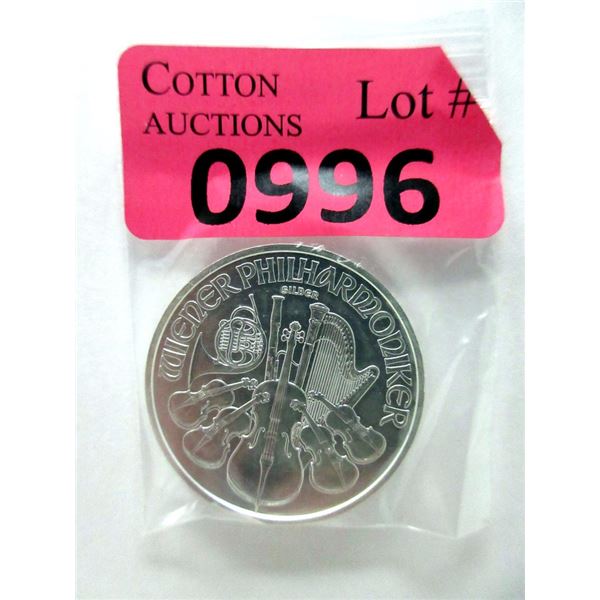 COTTON
AUCTIONS
Lot #
0996
WIENER PHILHARMONIKER
SILBER